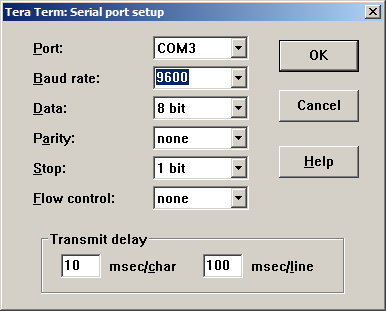 Tera Term: Serial port setup
Port: COM3
OK
Baud rate: 9600
Data: 8 bit
Cancel
Parity: none
Stop: 1 bit
Help
Flow control: none
Transmit delay
10 msec/char 100 msec/line